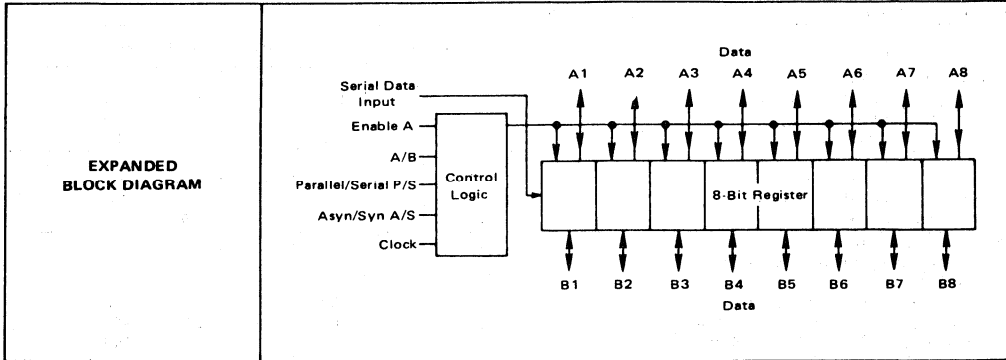 EXPANDED
BLOCK DIAGRAM
Data
A1 A2 A3 A4 A5 A6 A7 A8
Serial Data
Input
Enable A
A/B
Parallel/Serial P/S
Asyn/Syn A/S
Clock
Control
Logic
8-Bit Register
B1 B2 B3 B4 B5 B6 B7 B8
Data